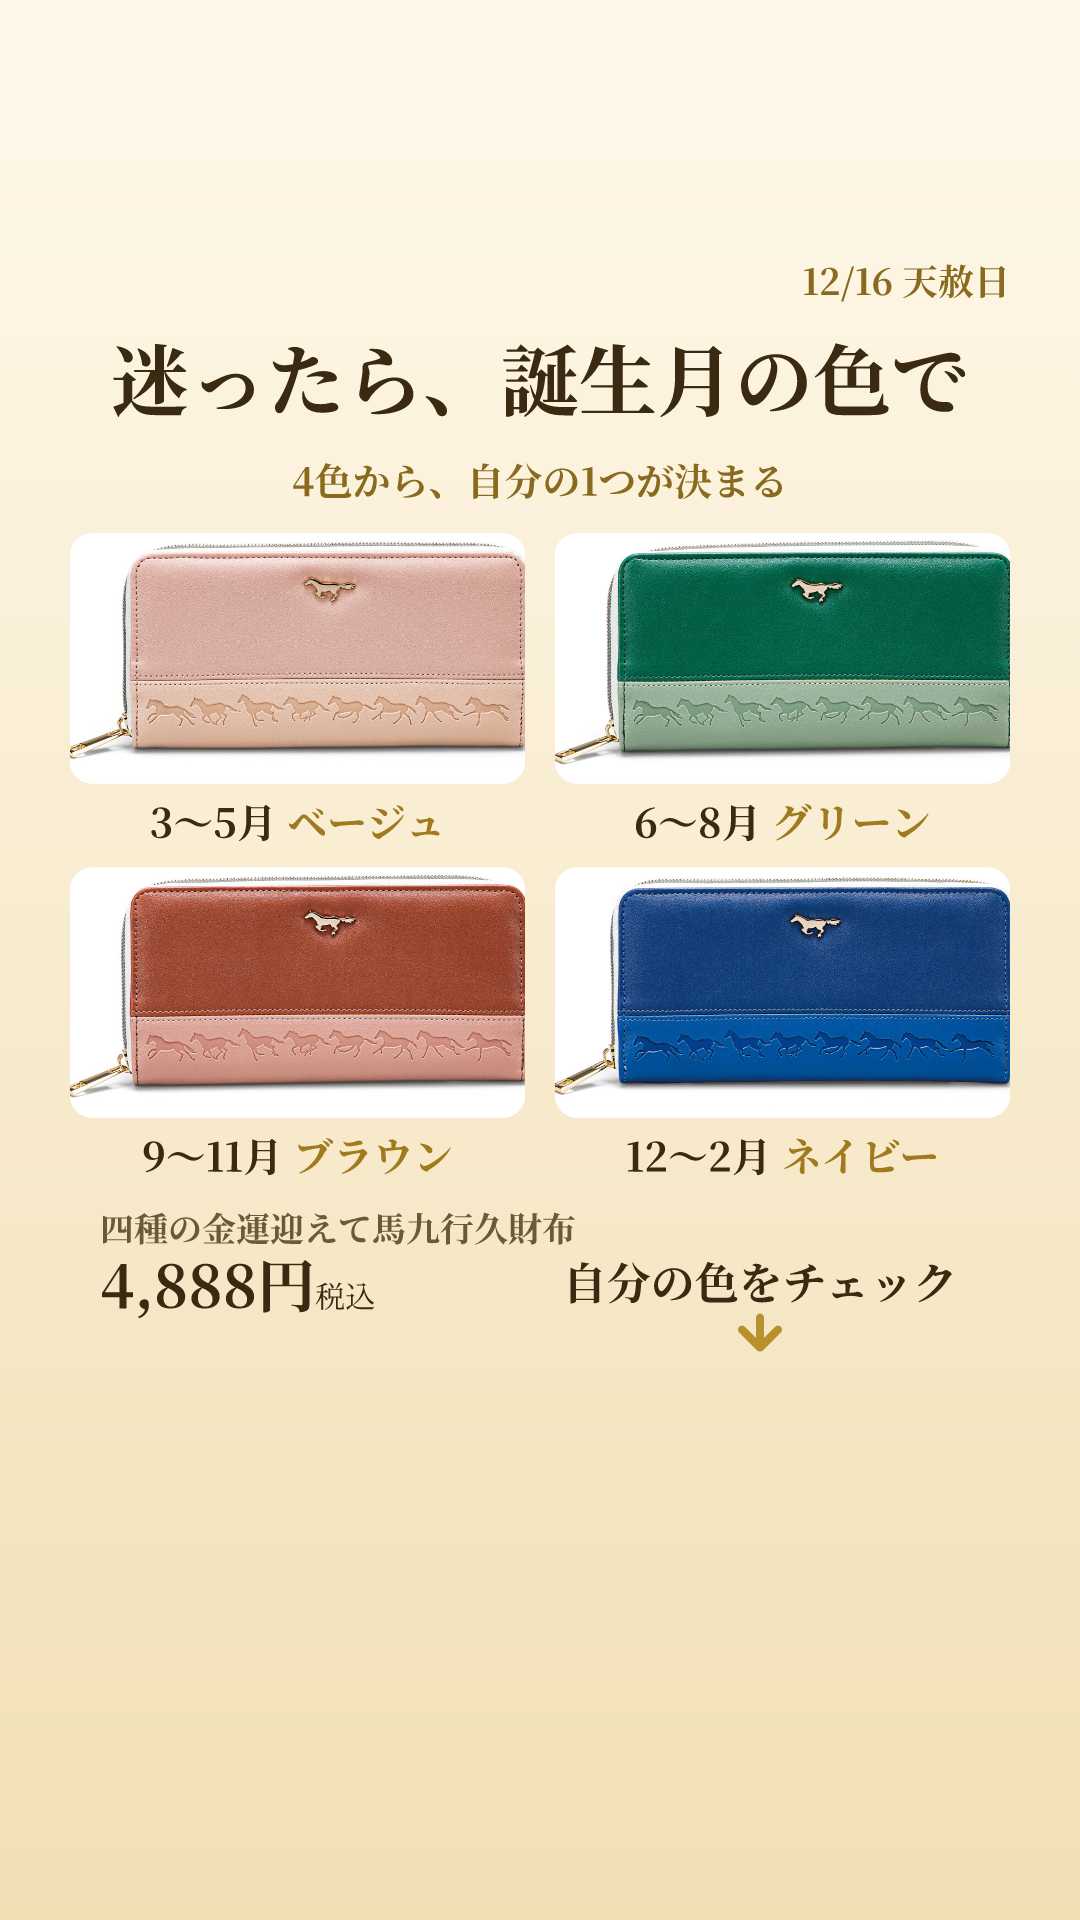 12/16 天赦日
迷ったら、誕生月の色で
4色から、自分の1つが決まる
3〜5月 ベージュ
6〜8月 グリーン
9〜11月 ブラウン
12〜2月 ネイビー
四種の金運迎えて馬九行久財布
4,888円税込
自分の色をチェック